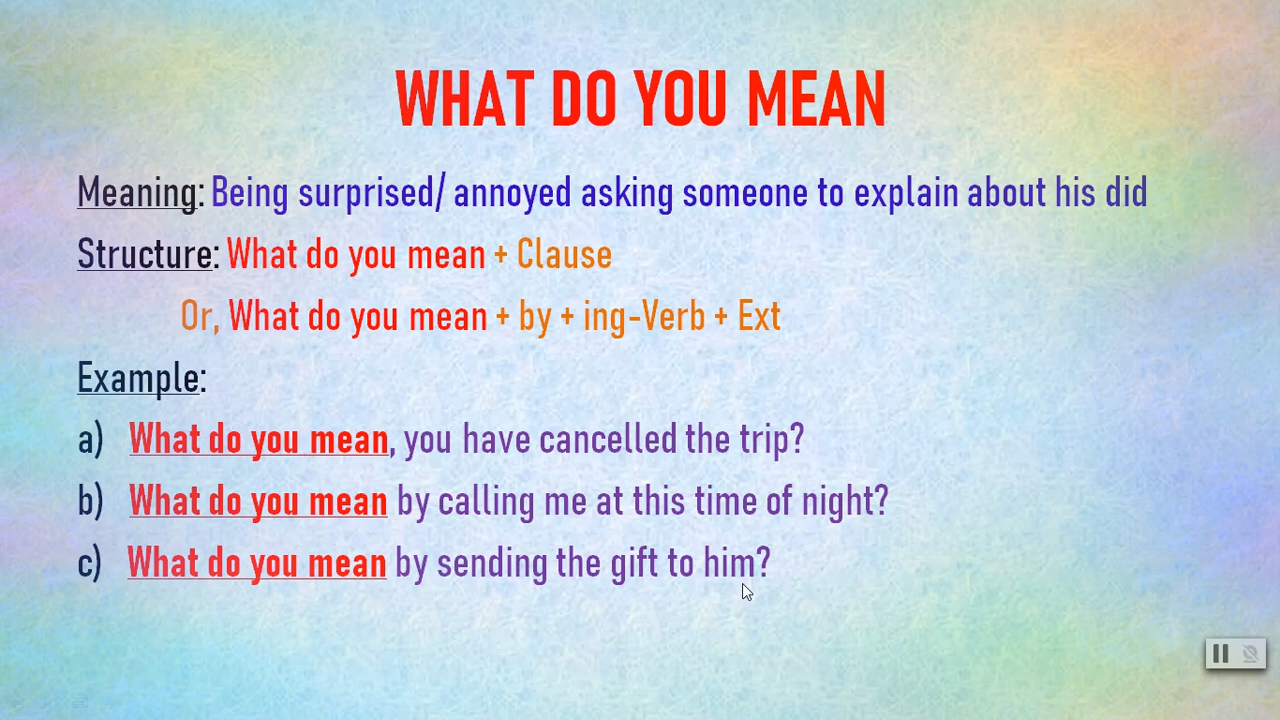 WHAT DO YOU MEAN
Meaning: Being surprised/ annoyed asking someone to explain about his did
Structure: What do you mean + Clause
Or, What do you mean + by + ing-Verb + Ext
Example:
a) What do you mean, you have cancelled the trip?
b) What do you mean by calling me at this time of night?
c) What do you mean by sending the gift to him?